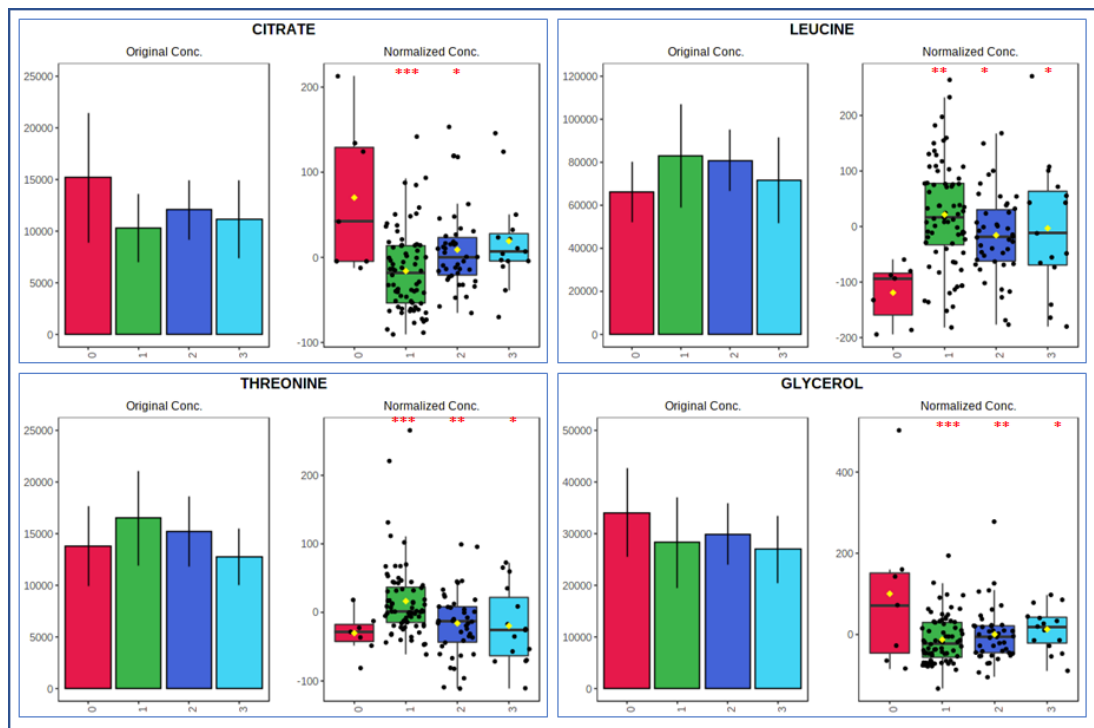 CITRATE
Original Conc. Normalized Conc.
*** *
25000
20000
15000
10000
5000
0
200
100
0
-100
0 1 2 3 0 1 2 3
LEUCINE
Original Conc. Normalized Conc.
** * *
120000
100000
80000
60000
40000
20000
0
200
100
0
-100
-200
0 1 2 3 0 1 2 3
THREONINE
Original Conc. Normalized Conc.
*** ** *
25000
20000
15000
10000
5000
0
200
100
0
-100
0 1 2 3 0 1 2 3
GLYCEROL
Original Conc. Normalized Conc.
*** ** *
50000
40000
30000
20000
10000
0
400
200
0
0 1 2 3 0 1 2 3